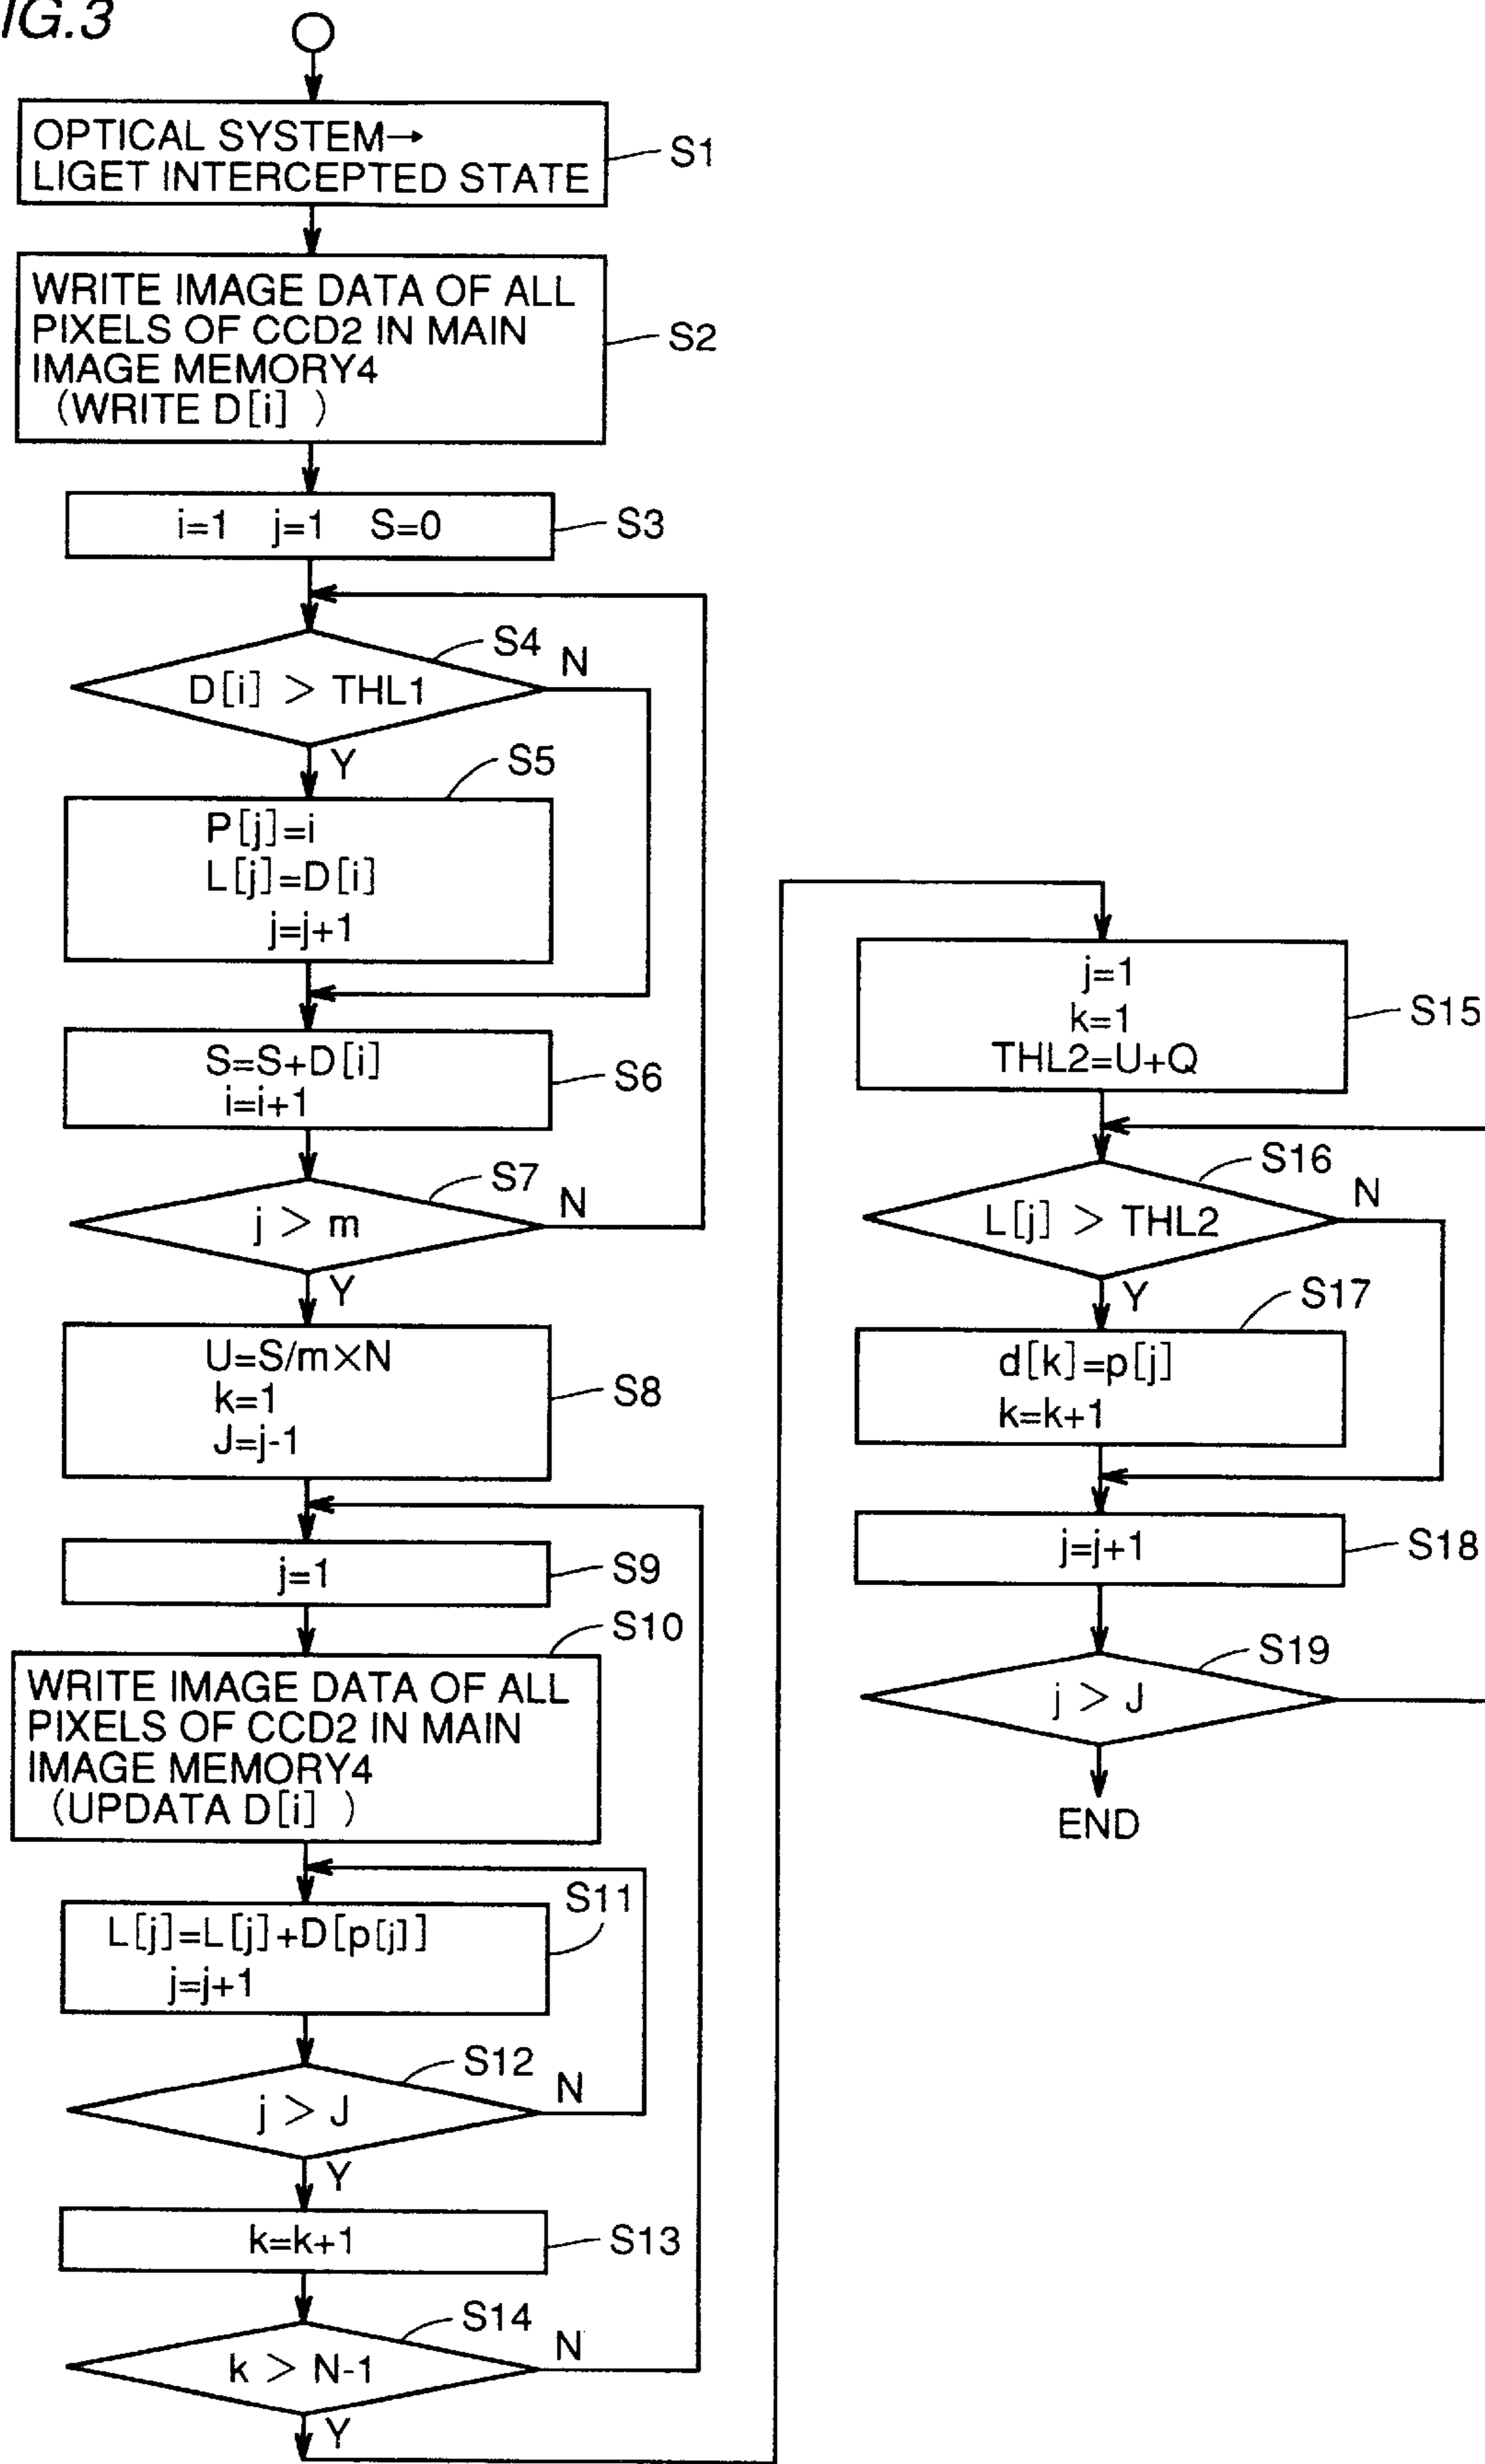 IG.3
OPTICAL SYSTEM→
LIGET INTERCEPTED STATE
S1
WRITE IMAGE DATA OF ALL
PIXELS OF CCD2 IN MAIN
IMAGE MEMORY4
(WRITE D[i] )
S2
i=1 j=1 S=0
S3
S4
D[i] > THL1
N
Y
S5
P[j]=i
L[j]=D[i]
j=j+1
S=S+D[i]
i=i+1
S6
S7
j > m
N
Y
U=S/m×N
k=1
J=j-1
S8
j=1
S9
S10
WRITE IMAGE DATA OF ALL
PIXELS OF CCD2 IN MAIN
IMAGE MEMORY4
(UPDATA D[i] )
S11
L[j]=L[j]+D[p[j]]
j=j+1
S12
j > J
N
Y
k=k+1
S13
S14
k > N-1
N
Y
j=1
k=1
THL2=U+Q
S15
S16
L[j] > THL2
N
Y
S17
d[k]=p[j]
k=k+1
j=j+1
S18
S19
j > J
END